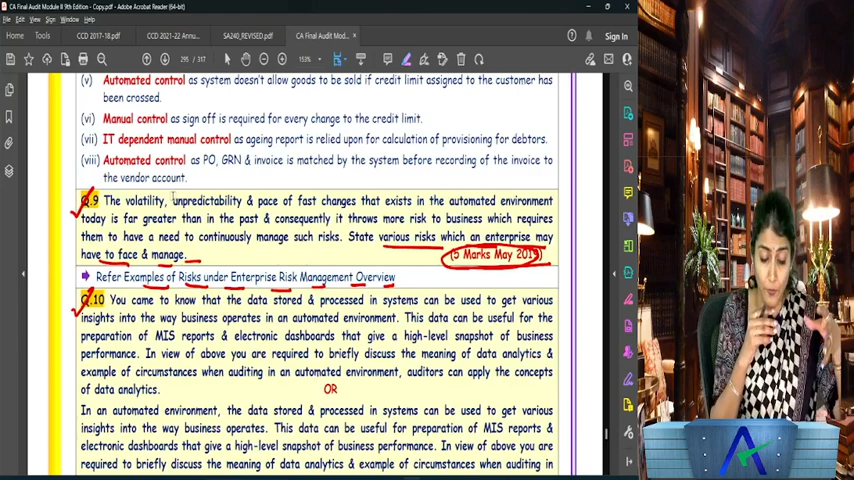 CA Final Audit Module II 9th Edition - Copy.pdf - Adobe Acrobat Reader (64-bit)
File Edit View Sign Window Help
Home Tools CCD 2017-18.pdf CCD 2021-22 Annu... SA240_REVISED.pdf CA Final Audit Mod... × Sign In
295 / 317 153%
(v) Automated control as system doesn't allow goods to be sold if credit limit assigned to the customer has
been crossed.
(vi) Manual control as sign off is required for every change to the credit limit.
(vii) IT dependent manual control as ageing report is relied upon for calculation of provisioning for debtors.
(viii) Automated control as PO, GRN & invoice is matched by the system before recording of the invoice to
the vendor account.
Q.9 The volatility, unpredictability & pace of fast changes that exists in the automated environment
today is far greater than in the past & consequently it throws more risk to business which requires
them to have a need to continuously manage such risks. State various risks which an enterprise may
have to face & manage. (5 Marks May 2019)
Refer Examples of Risks under Enterprise Risk Management Overview
Q.10 You came to know that the data stored & processed in systems can be used to get various
insights into the way business operates in an automated environment. This data can be useful for the
preparation of MIS reports & electronic dashboards that give a high-level snapshot of business
performance. In view of above you are required to briefly discuss the meaning of data analytics &
example of circumstances when auditing in an automated environment, auditors can apply the concepts
of data analytics. OR
In an automated environment, the data stored & processed in systems can be used to get various
insights into the way business operates. This data can be useful for preparation of MIS reports &
electronic dashboards that give a high-level snapshot of business performance. In view of above you are
required to briefly discuss the meaning of data analytics & example of circumstances when auditing in